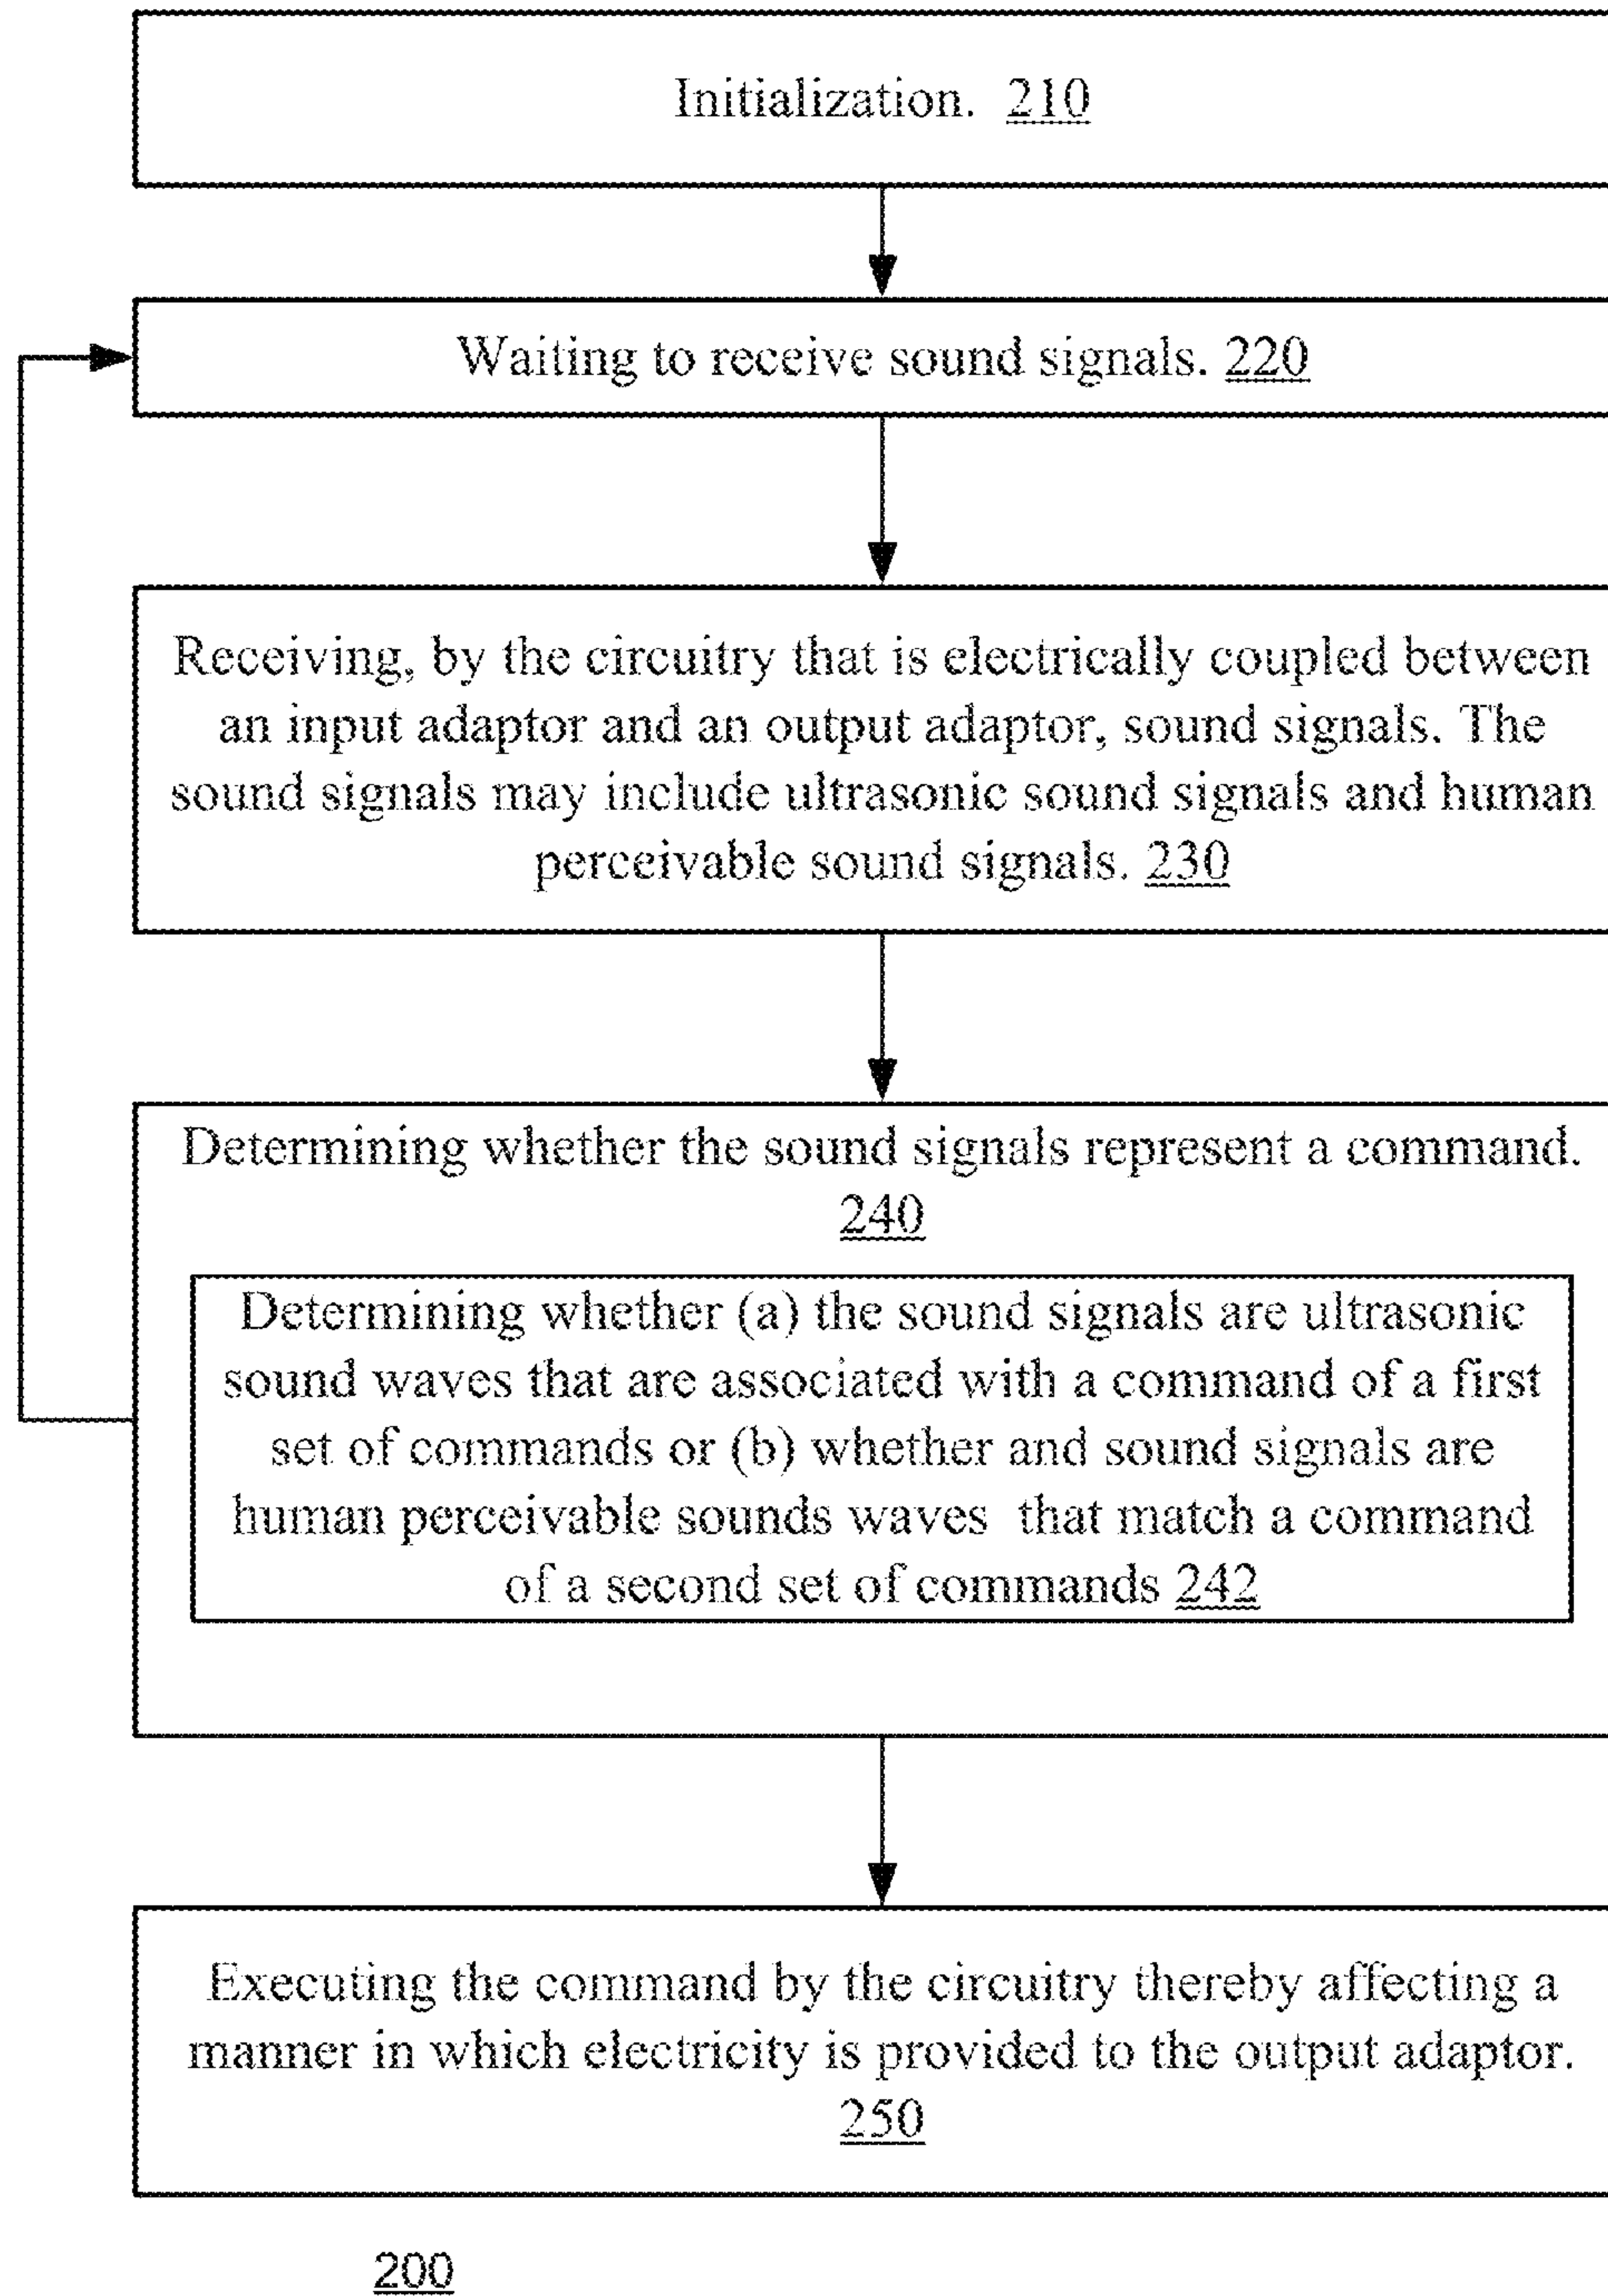 Initialization. 210
Waiting to receive sound signals. 220
Receiving, by the circuitry that is electrically coupled between
an input adaptor and an output adaptor, sound signals. The
sound signals may include ultrasonic sound signals and human
perceivable sound signals. 230
Determining whether the sound signals represent a command.
240
Determining whether (a) the sound signals are ultrasonic
sound waves that are associated with a command of a first
set of commands or (b) whether and sound signals are
human perceivable sounds waves that match a command
of a second set of commands 242
Executing the command by the circuitry thereby affecting a
manner in which electricity is provided to the output adaptor.
250
200